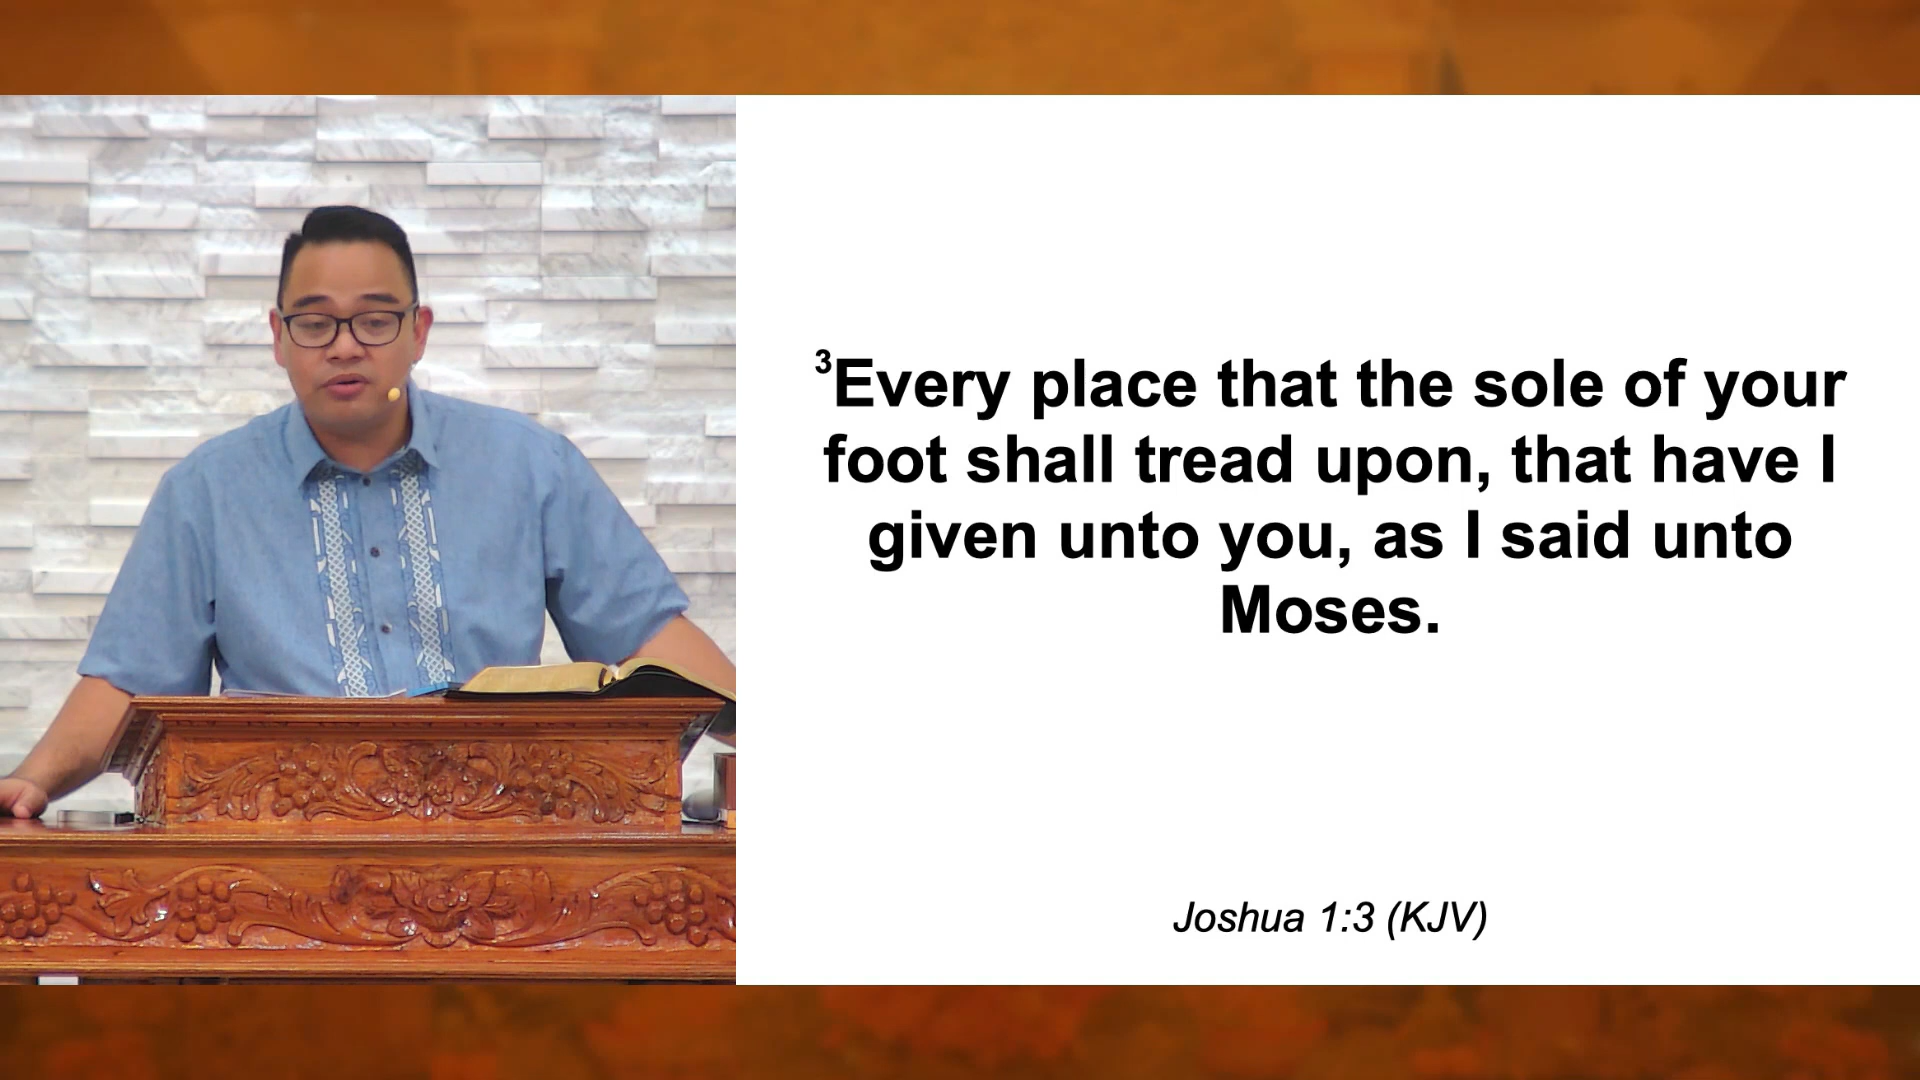 ³Every place that the sole of your
foot shall tread upon, that have I
given unto you, as I said unto
Moses.
Joshua 1:3 (KJV)